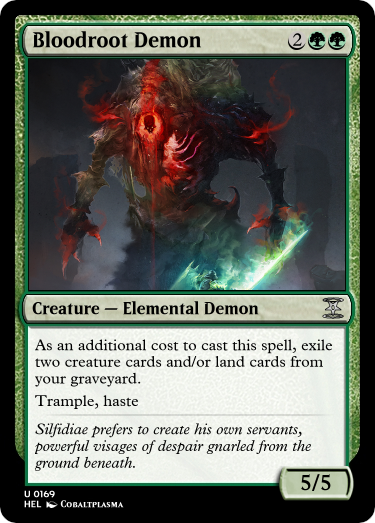 Bloodroot Demon 2
Creature — Elemental Demon
As an additional cost to cast this spell, exile
two creature cards and/or land cards from
your graveyard.
Trample, haste
Silfidiae prefers to create his own servants,
powerful visages of despair gnarled from the
ground beneath.
5/5
U 0169
HEL Cobaltplasma